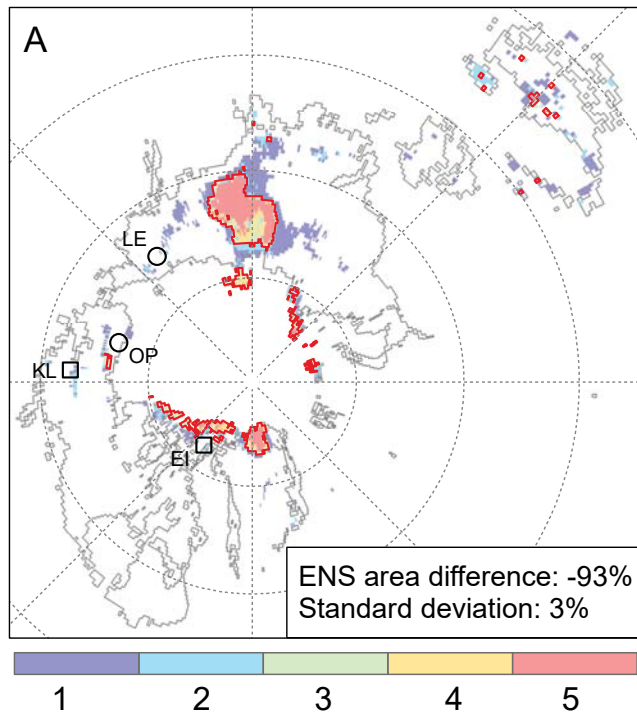 A
LE
OP
KL
EI
ENS area difference: -93%
Standard deviation: 3%
1 2 3 4 5